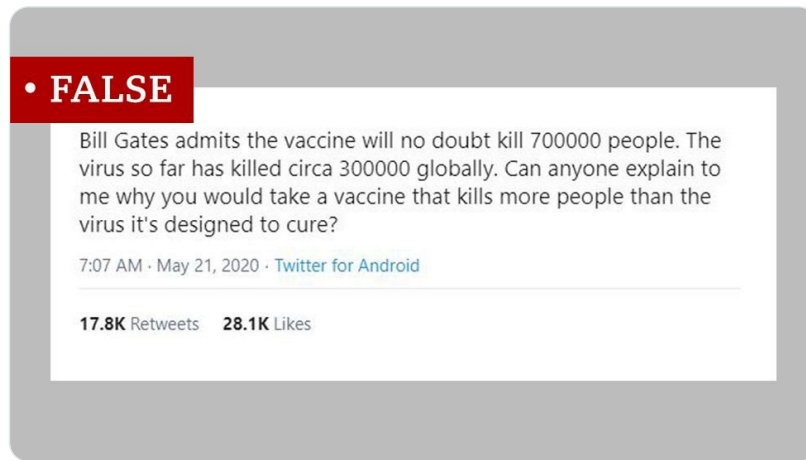 • FALSE
Bill Gates admits the vaccine will no doubt kill 700000 people. The
virus so far has killed circa 300000 globally. Can anyone explain to
me why you would take a vaccine that kills more people than the
virus it's designed to cure?
7:07 AM · May 21, 2020 · Twitter for Android
17.8K Retweets 28.1K Likes